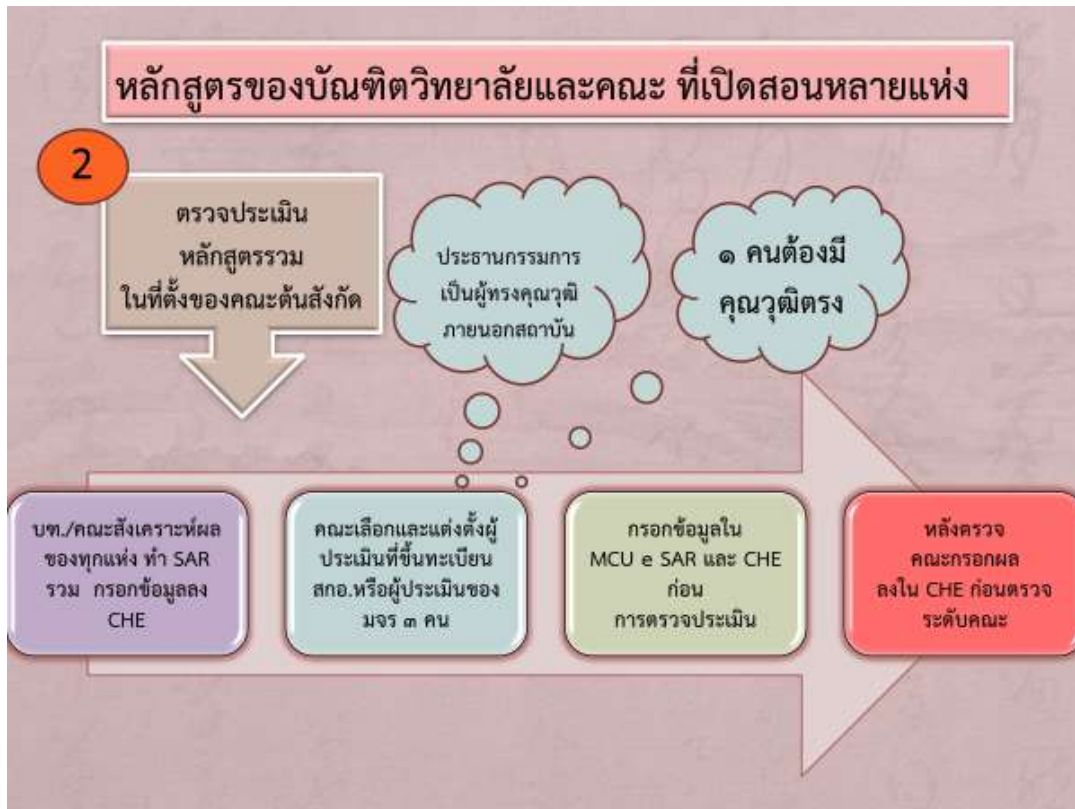 หลักสูตรของบัณฑิตวิทยาลัยและคณะ ที่เปิดสอนหลายแห่ง
2
ตรวจประเมิน
หลักสูตรรวม
ในที่ตั้งของคณะต้นสังกัด
ประธานกรรมการ
เป็นผู้ทรงคุณวุฒิ
ภายนอกสถาบัน
๑ คนต้องมี
คุณวุฒิตรง
บฑ./คณะสังเคราะห์ผล
ของทุกแห่ง ทำ SAR
รวม กรอกข้อมูลลง
CHE
คณะเลือกและแต่งตั้งผู้
ประเมินที่ขึ้นทะเบียน
สกอ.หรือผู้ประเมินของ
มจร ๓ คน
กรอกข้อมูลใน
MCU e SAR และ CHE
ก่อน
การตรวจประเมิน
หลังตรวจ
คณะกรอกผล
ลงใน CHE ก่อนตรวจ
ระดับคณะ